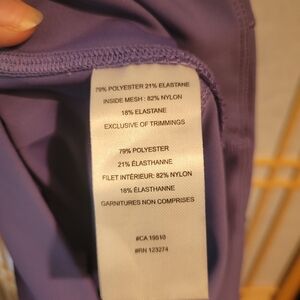 79% POLYESTER 21% ELASTANE
INSIDE MESH : 82% NYLON
18% ELASTANE
EXCLUSIVE OF TRIMMINGS
79% POLYESTER
21% ÉLASTHANNE
FILET INTÉRIEUR: 82% NYLON
18% ÉLASTHANNE
GARNITURES NON COMPRISES
#CA 19510
#RN 123274